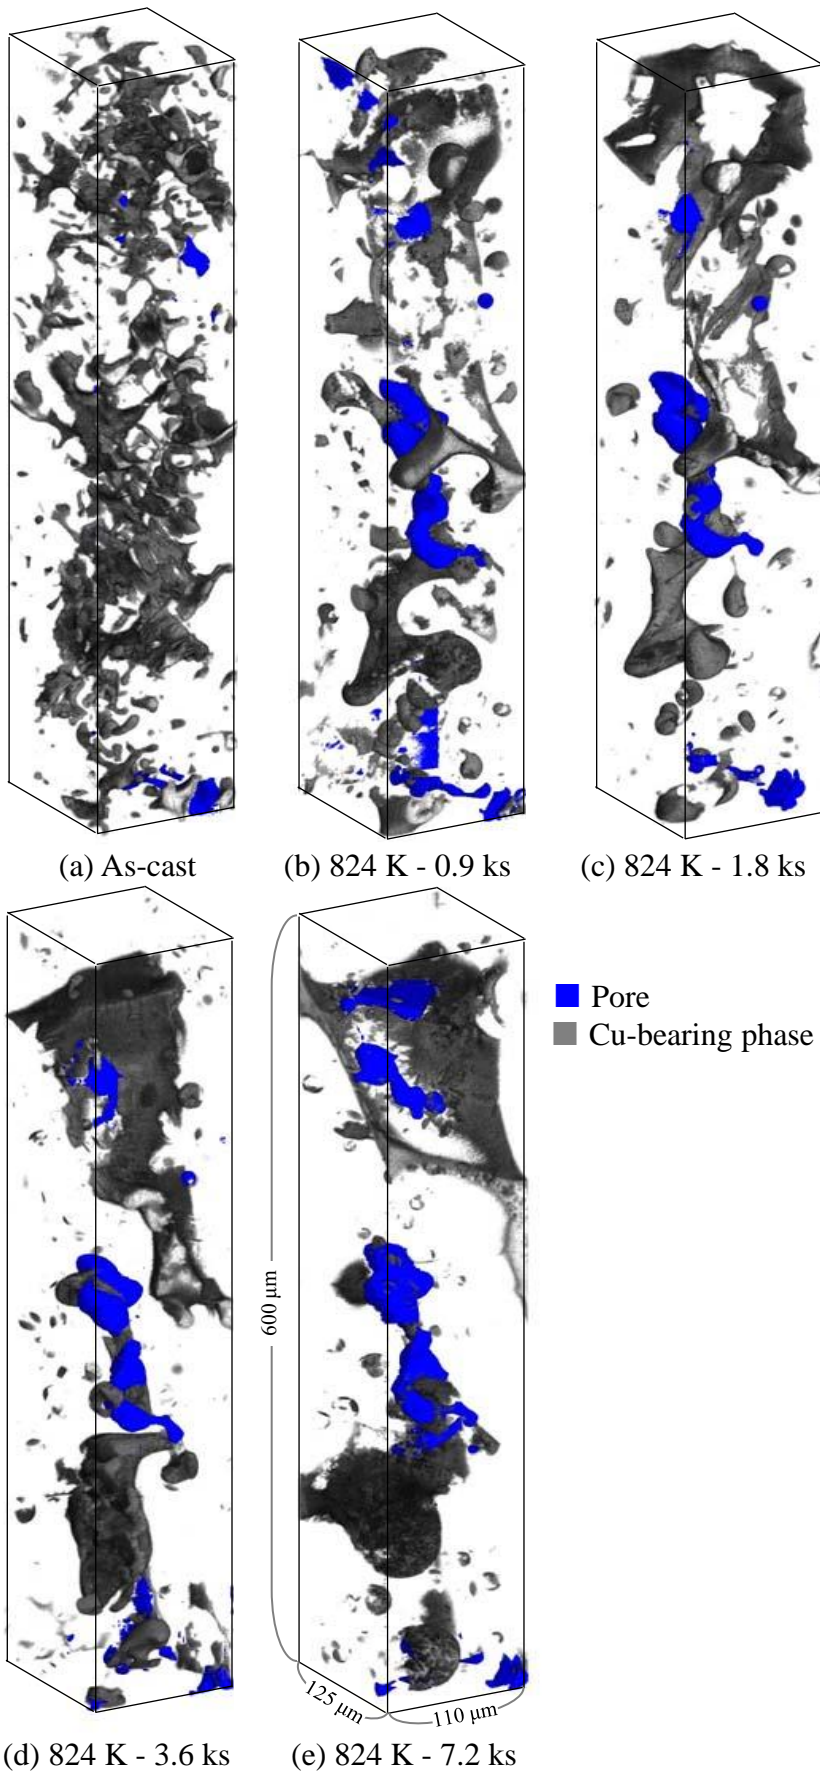 (a) As-cast
(b) 824 K - 0.9 ks
(c) 824 K - 1.8 ks
Pore
Cu-bearing phase
600 μm
125 μm
110 μm
(d) 824 K - 3.6 ks
(e) 824 K - 7.2 ks